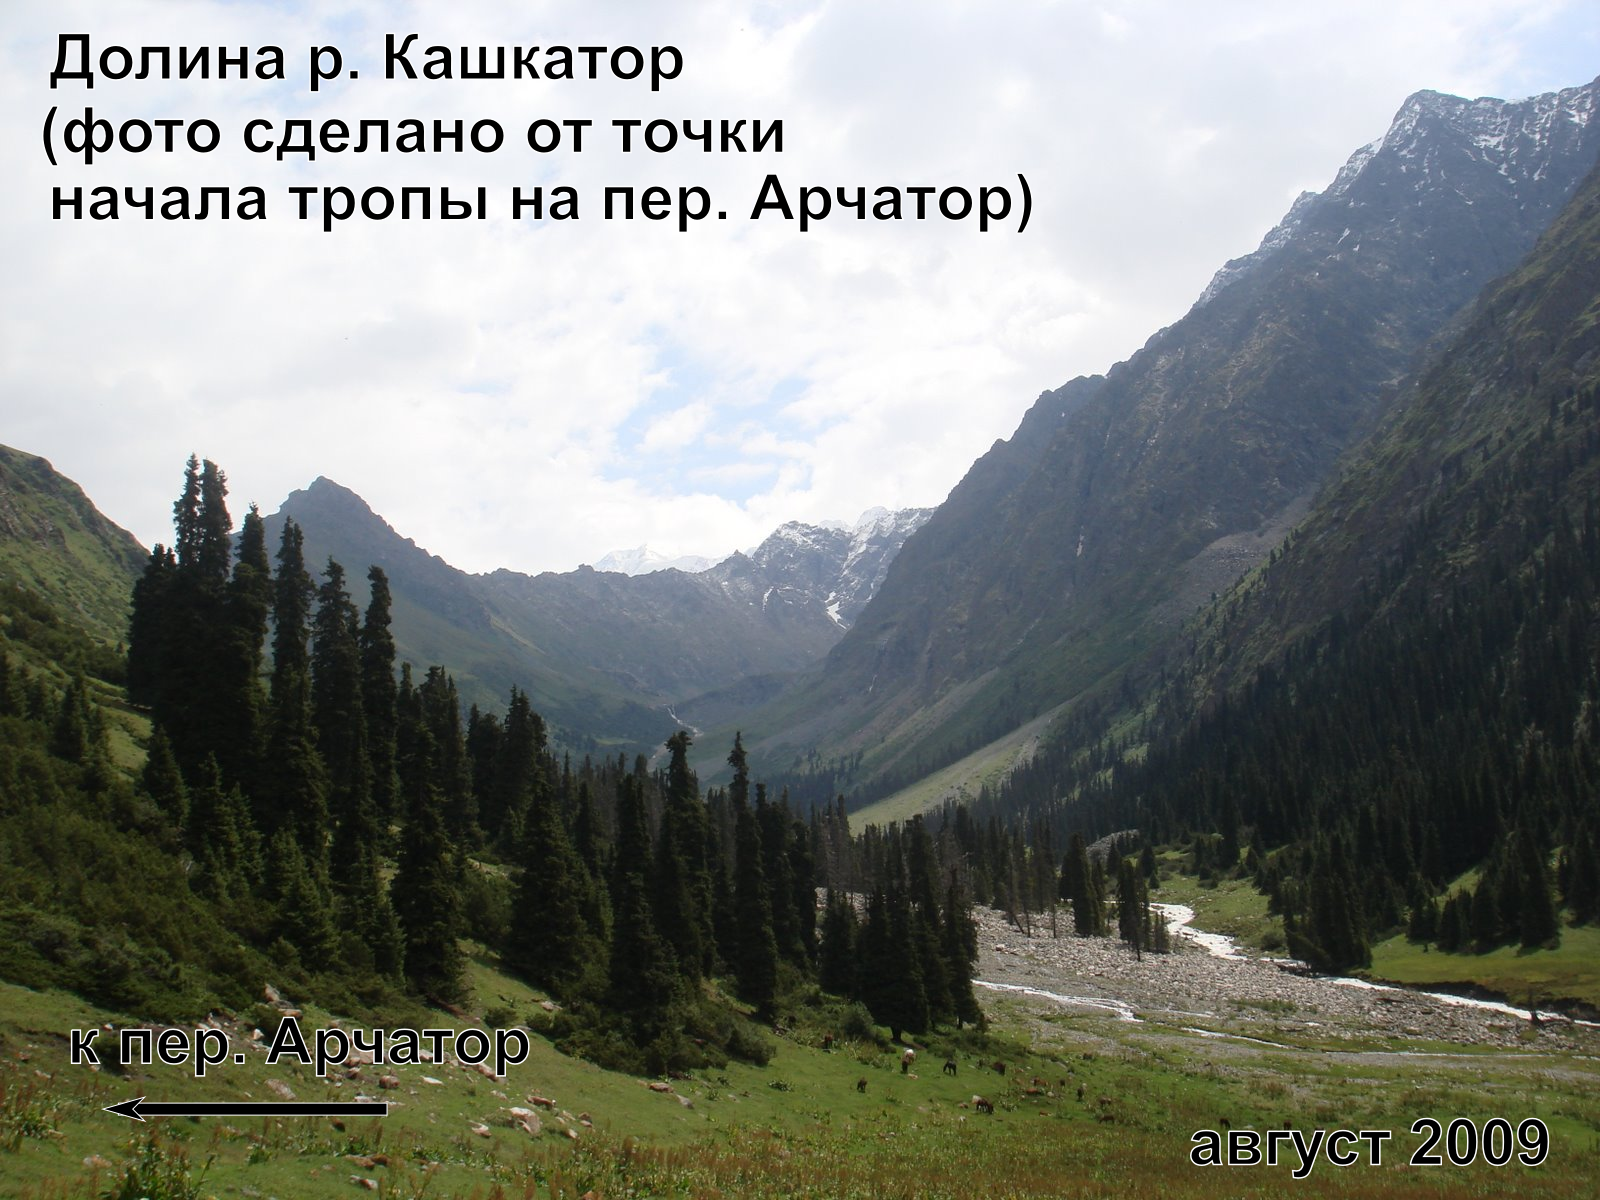 Долина р. Кашкатор
(фото сделано от точки
начала тропы на пер. Арчатор)
к пер. Арчатор
август 2009